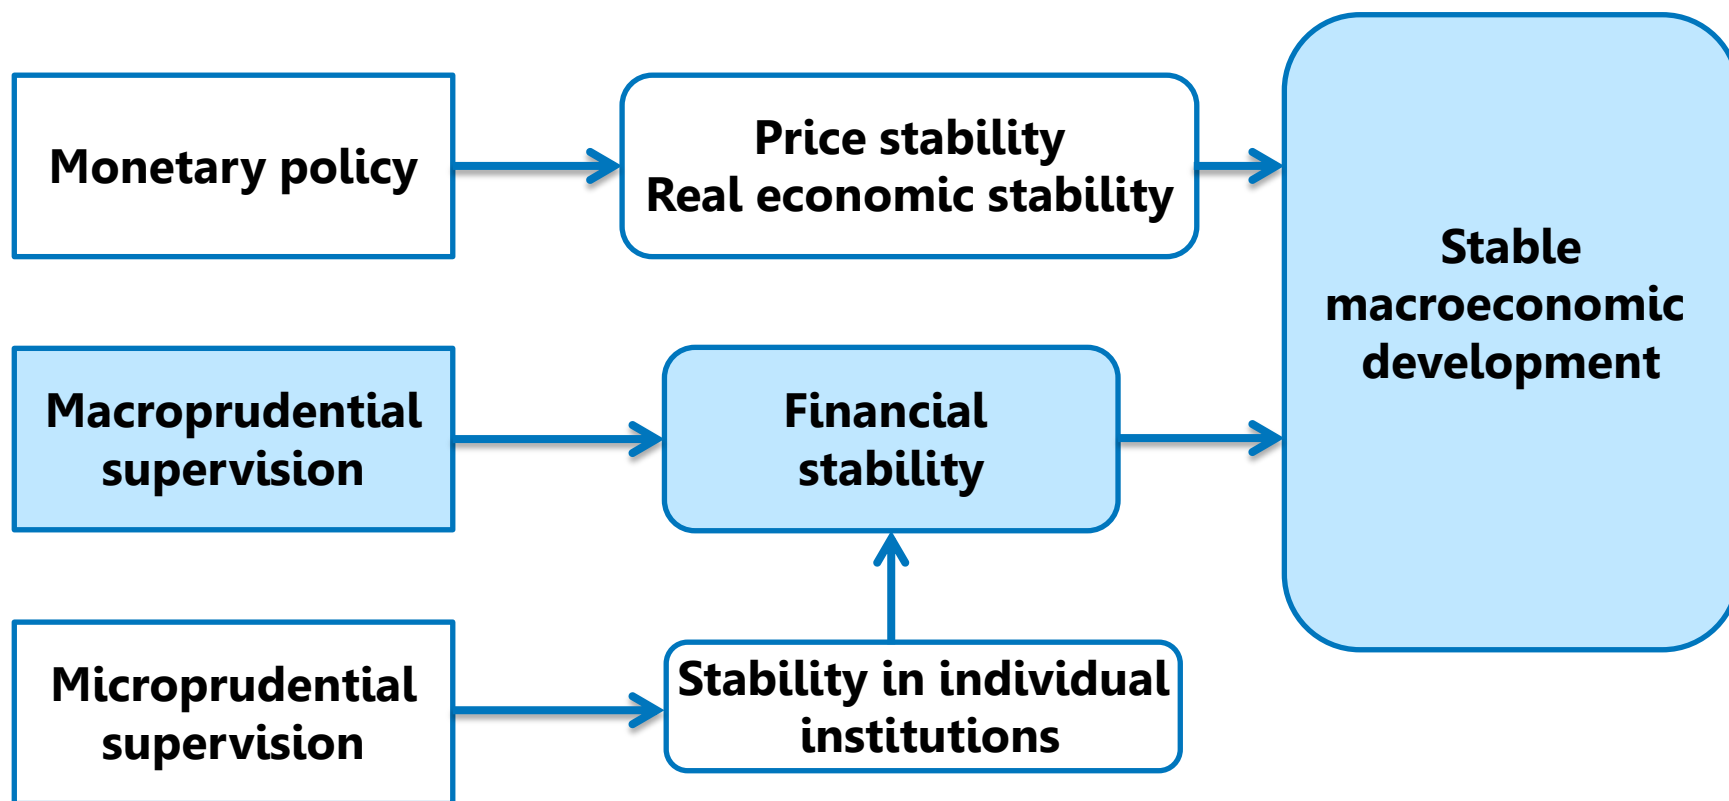 Monetary policy
Price stability
Real economic stability
Stable
macroeconomic
development
Macroprudential
supervision
Financial
stability
Microprudential
supervision
Stability in individual
institutions